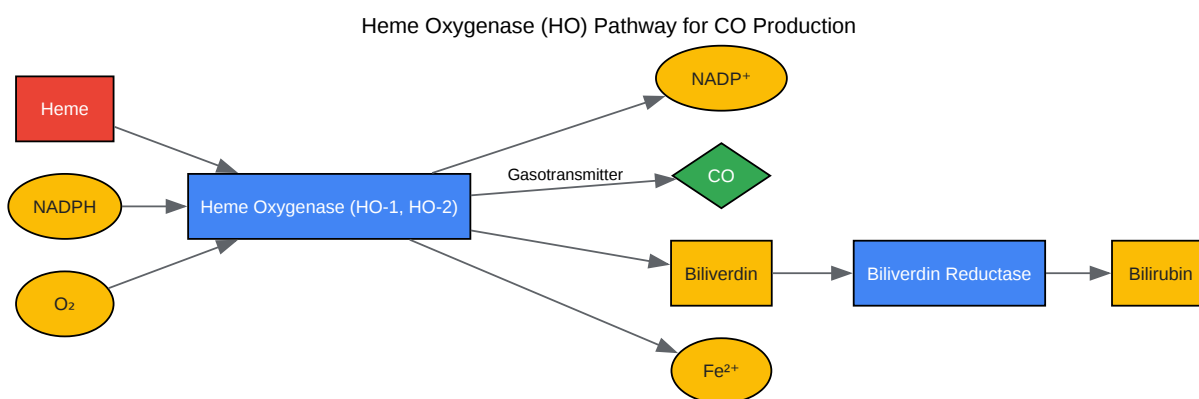 Heme Oxygenase (HO) Pathway for CO Production
Heme
NADPH
O₂
Heme Oxygenase (HO-1, HO-2)
Gasotransmitter
NADP⁺
CO
Biliverdin
Fe²⁺
Biliverdin Reductase
Bilirubin